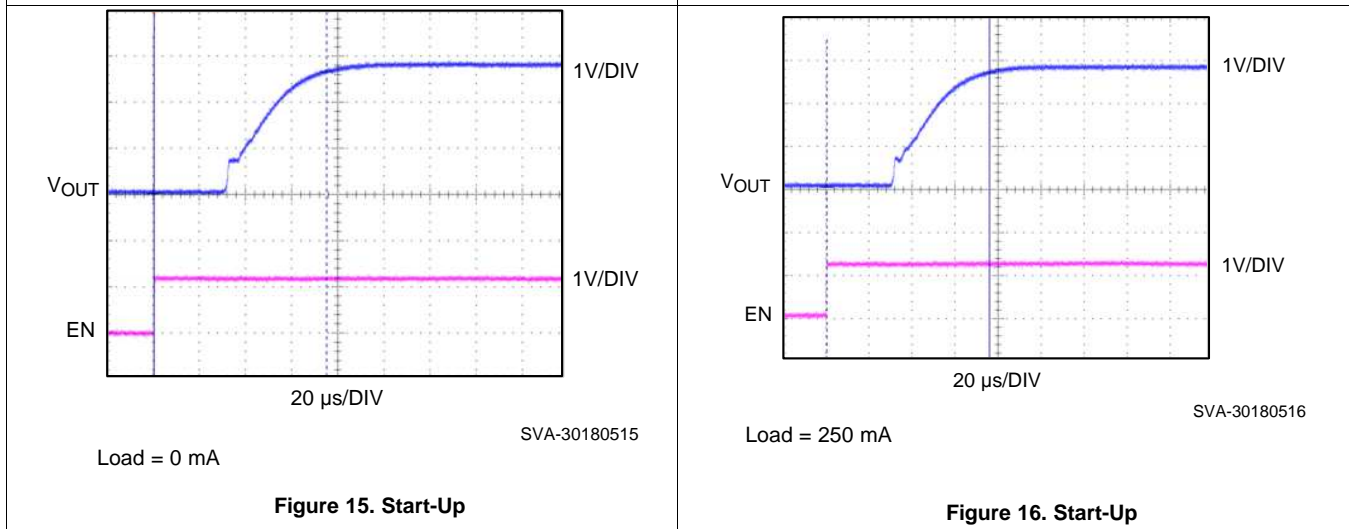 1V/DIV
VOUT
1V/DIV
EN
20 µs/DIV
SVA-30180515
Load = 0 mA
Figure 15. Start-Up
1V/DIV
VOUT
1V/DIV
EN
20 µs/DIV
SVA-30180516
Load = 250 mA
Figure 16. Start-Up